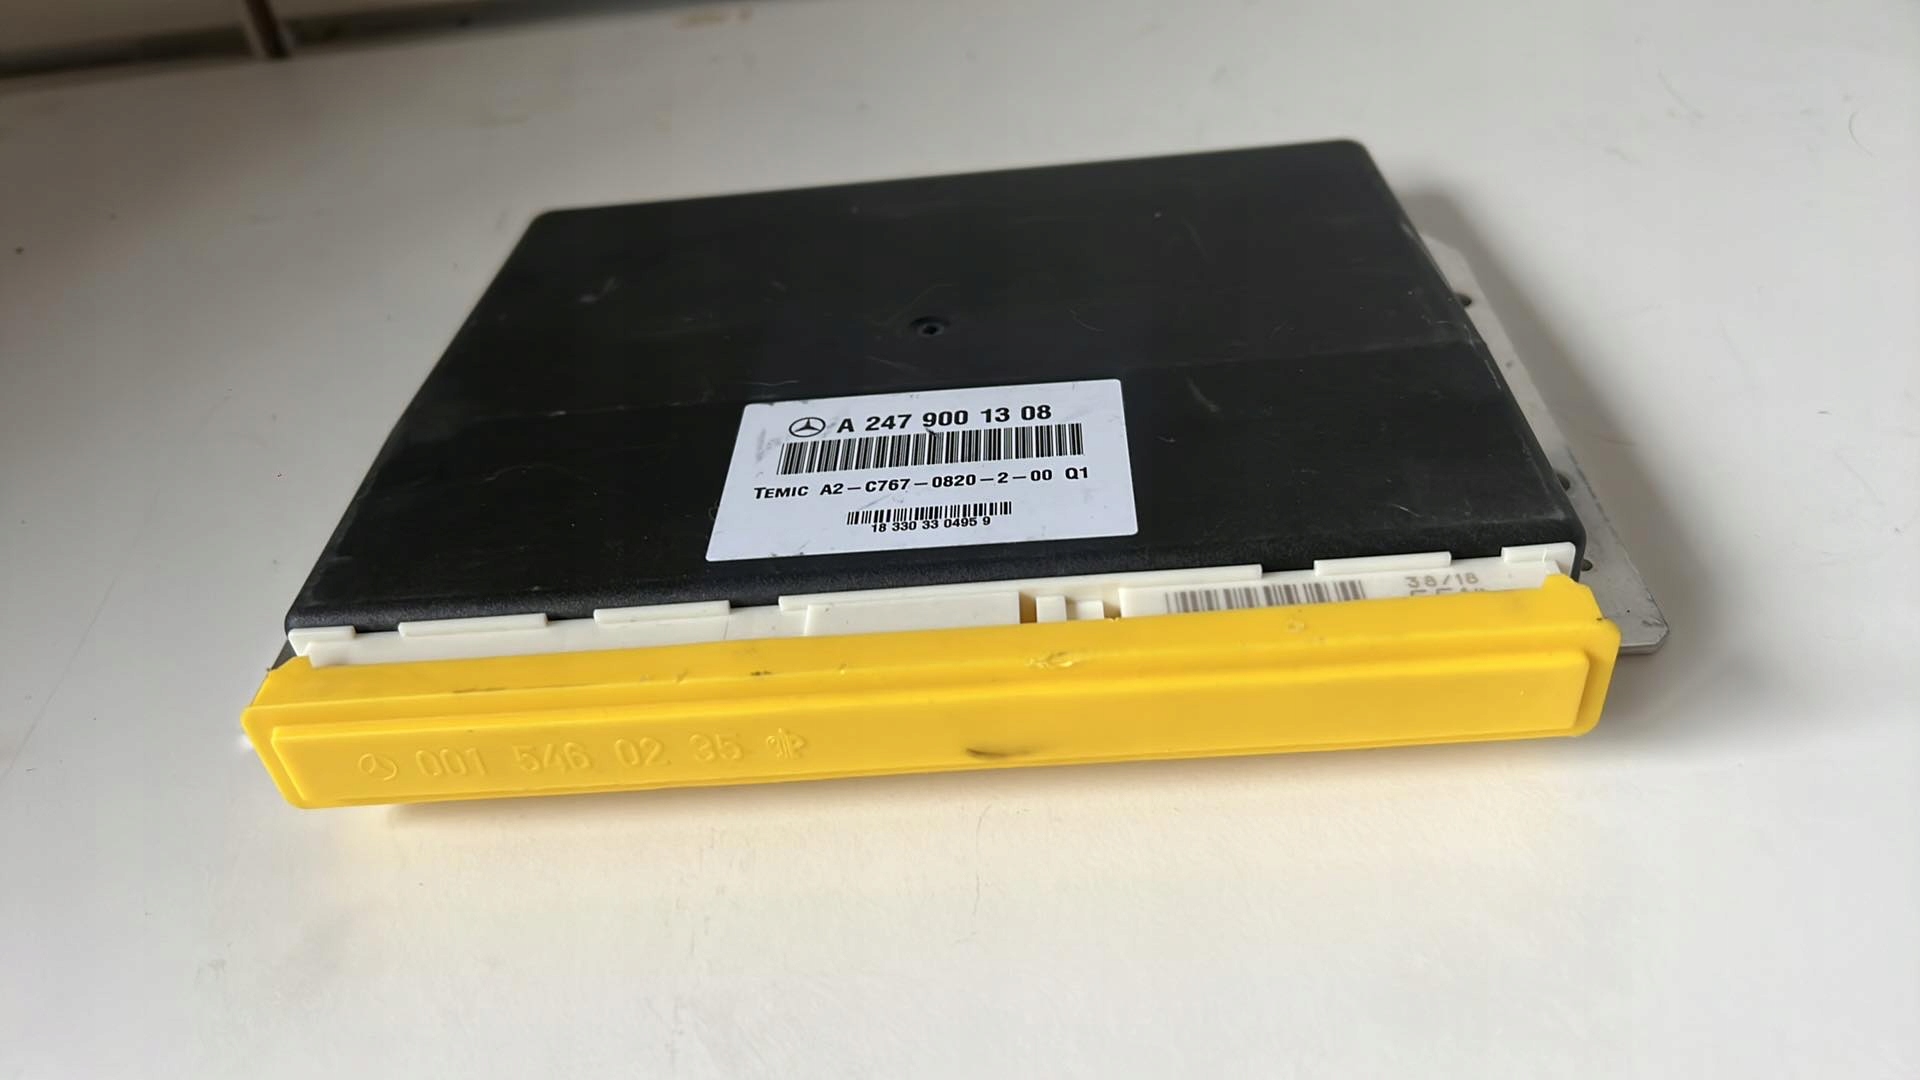 A 247 900 13 08
TEMIC A2-C767-0820-2-00 Q1
18 330 33 0495 9
38/18
001 546 02 35